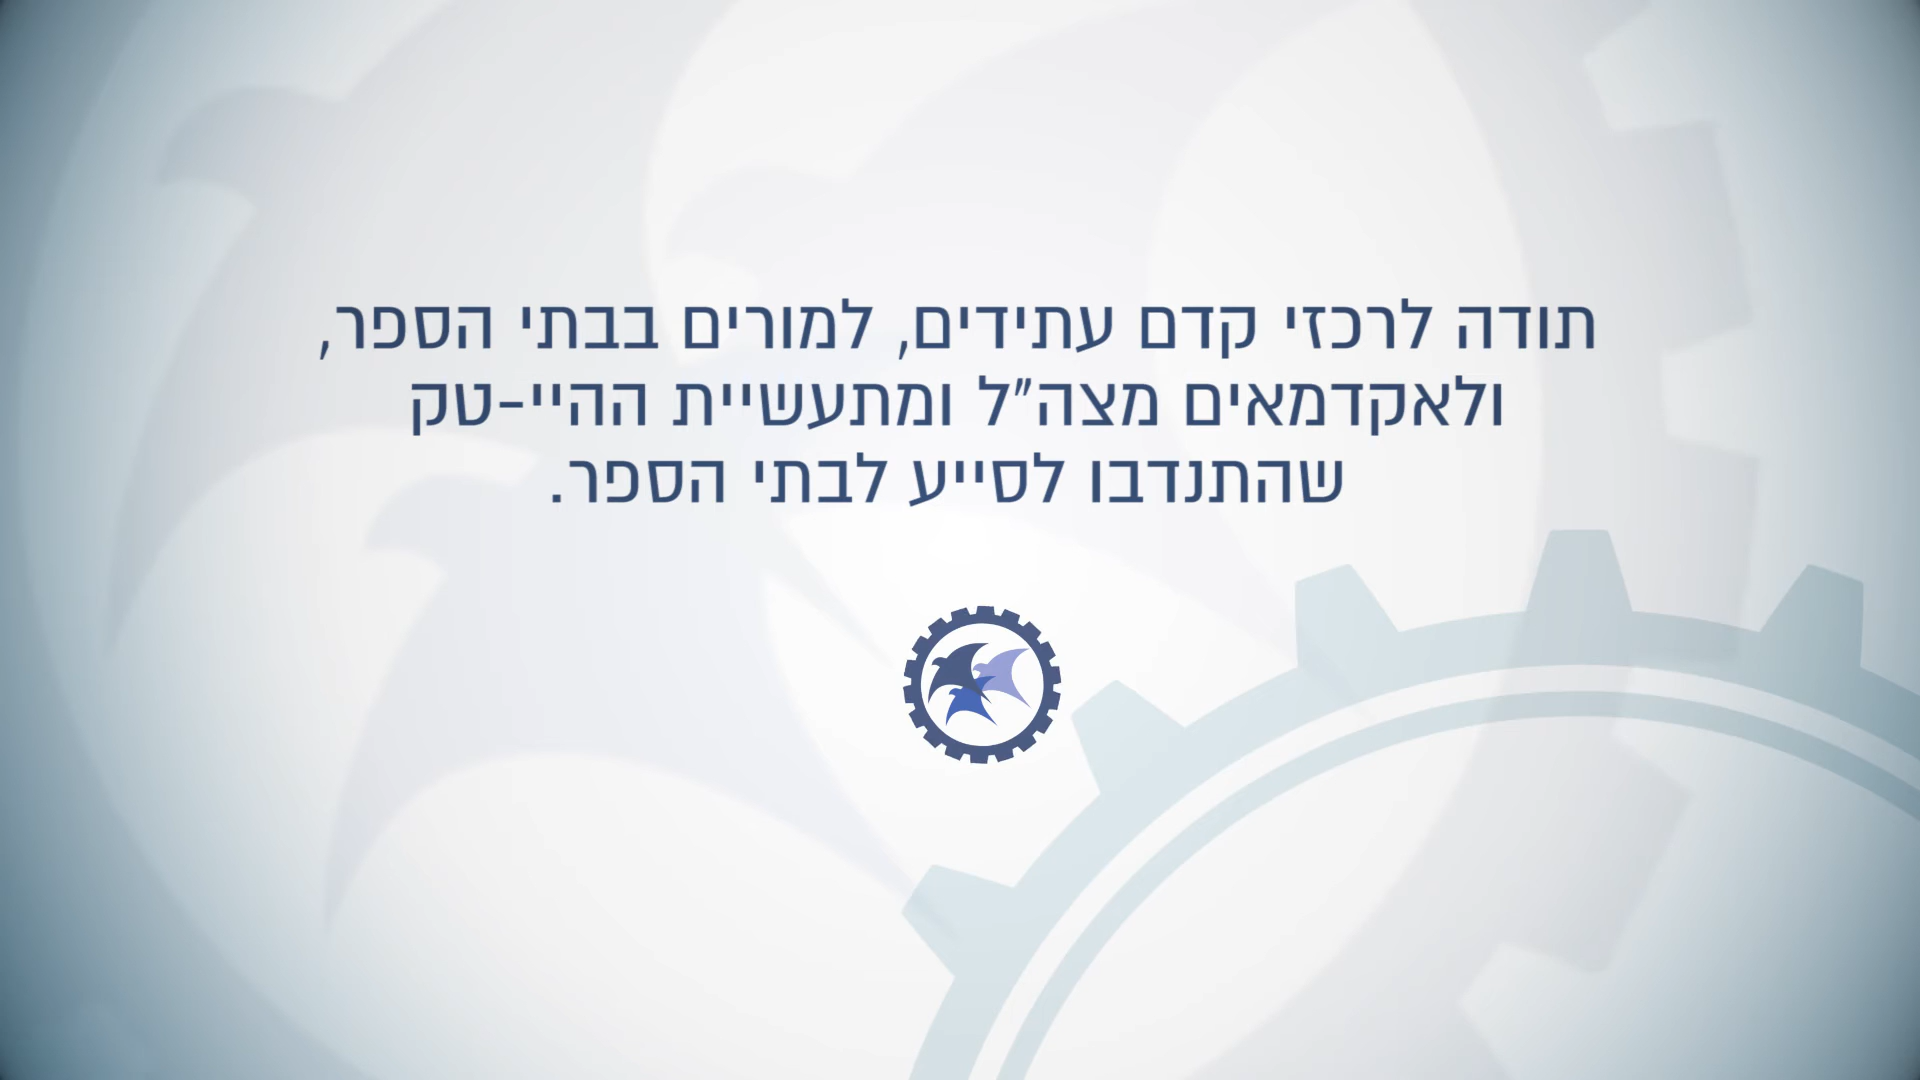 תודה לרכזי קדם עתידים, למורים בבתי הספר,
ולאקדמאים מצה"ל ומתעשיית ההיי-טק
שהתנדבו לסייע לבתי הספר.